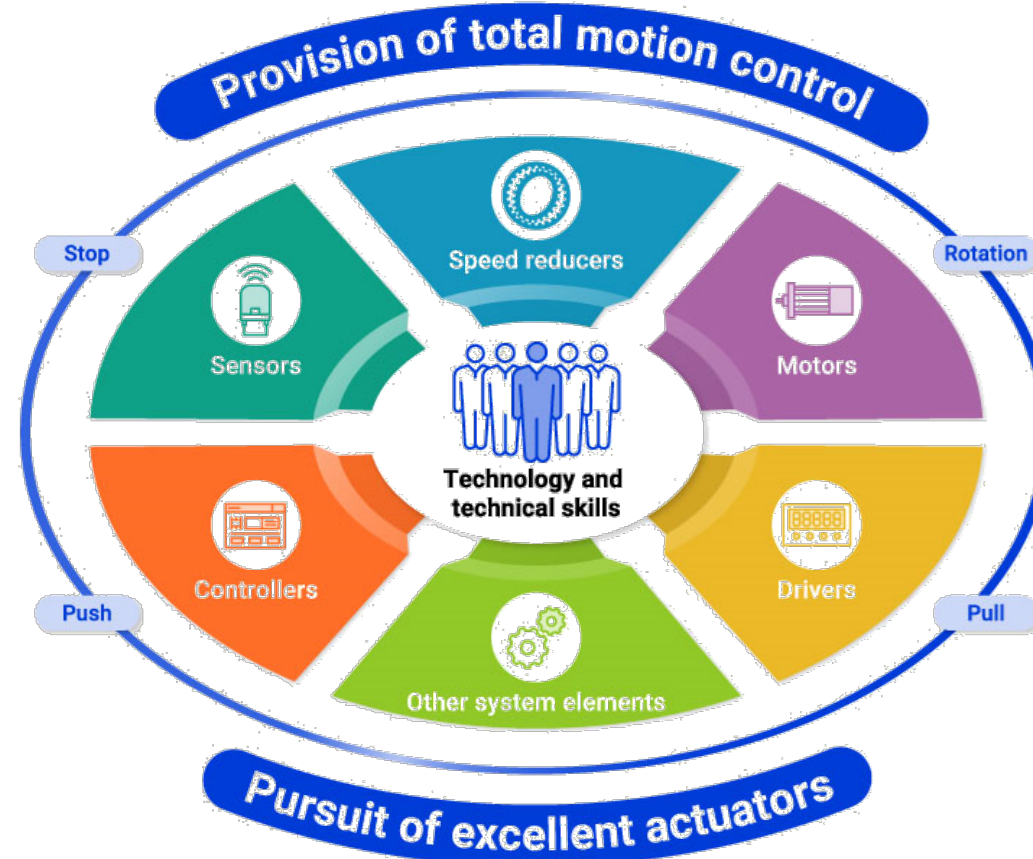 Provision of total motion control
Speed reducers
Stop
Rotation
Sensors
Motors
Technology and
technical skills
Controllers
Drivers
Push
Pull
Other system elements
Pursuit of excellent actuators